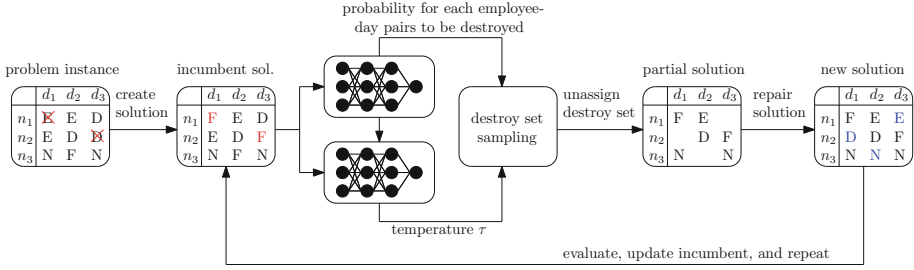 probability for each employee-
day pairs to be destroyed
problem instance
d1 d2 d3
n1 E E D
n2 E D D
n3 N F N
create
solution
incumbent sol.
d1 d2 d3
n1 F E D
n2 E D F
n3 N F N
destroy set
sampling
temperature τ
unassign
destroy set
partial solution
d1 d2 d3
n1 F E
n2 D F
n3 N N
repair
solution
new solution
d1 d2 d3
n1 F E E
n2 D D F
n3 N N N
evaluate, update incumbent, and repeat